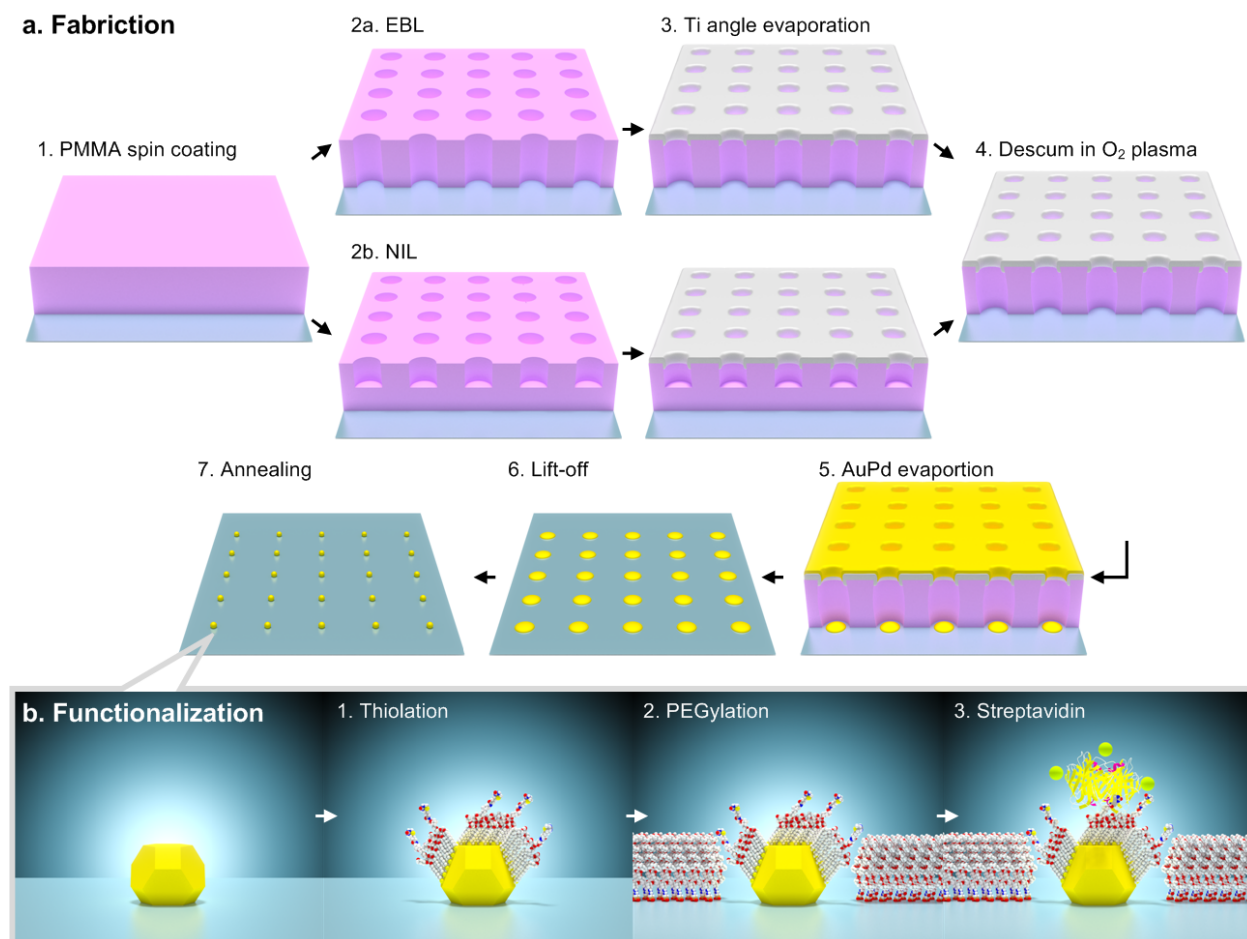 a. Fabriction
2a. EBL
3. Ti angle evaporation
1. PMMA spin coating
4. Descum in O₂ plasma
2b. NIL
7. Annealing
6. Lift-off
5. AuPd evaportion
b. Functionalization
1. Thiolation
2. PEGylation
3. Streptavidin